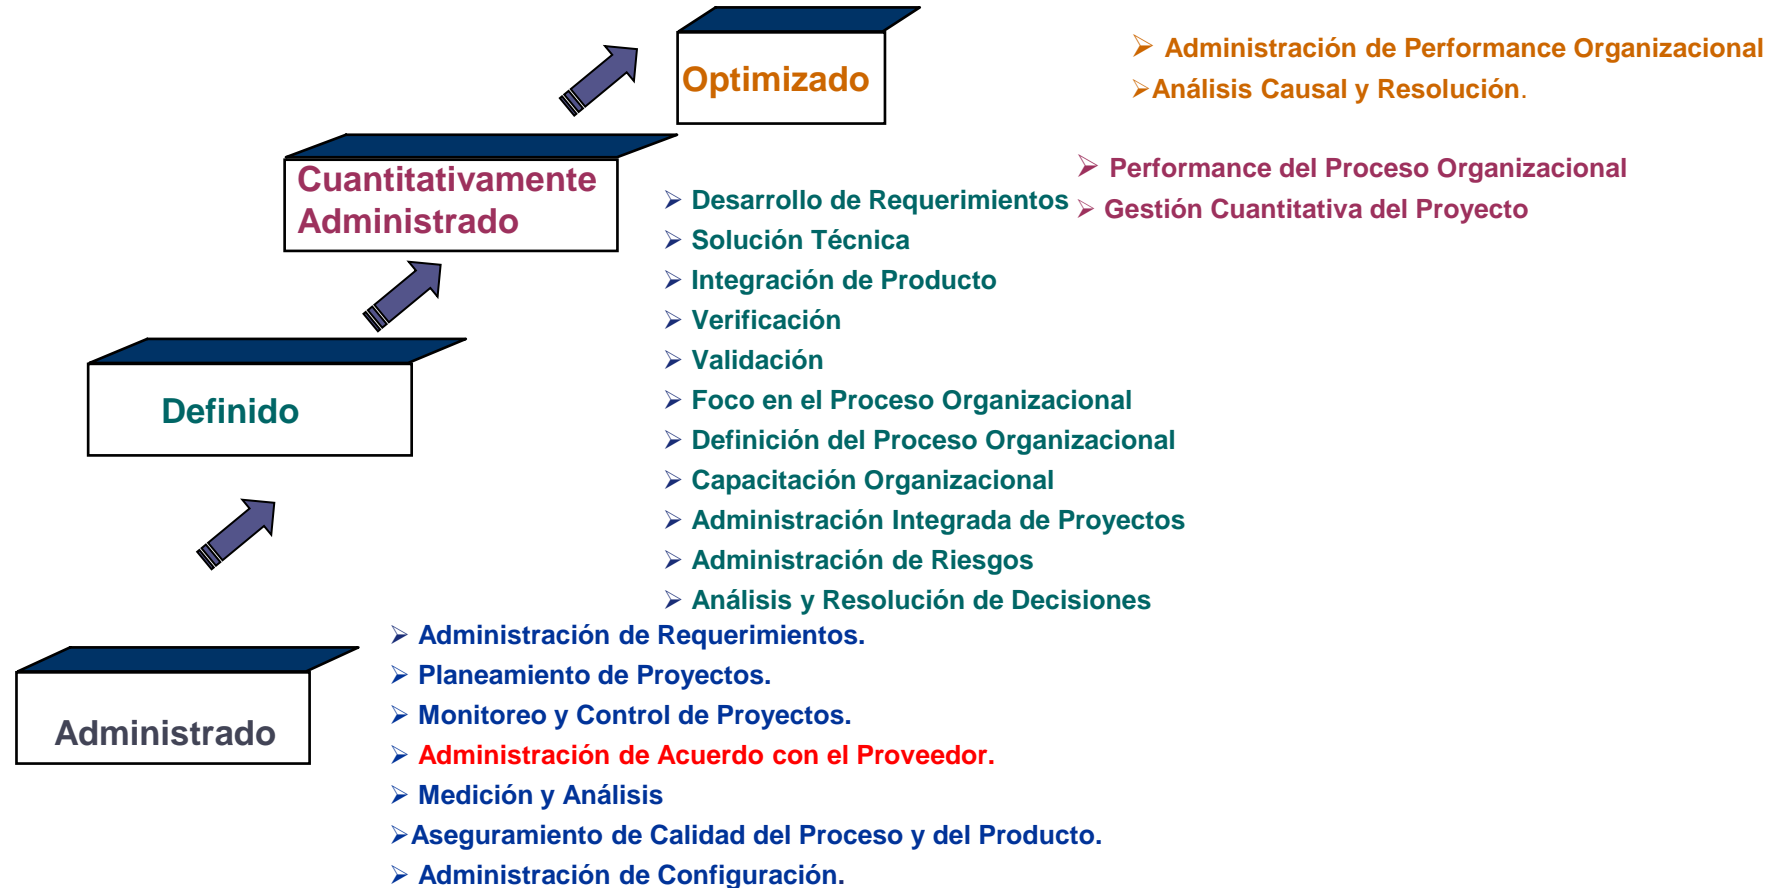 Optimizado
➢ Administración de Performance Organizacional
➢Análisis Causal y Resolución.
Cuantitativamente
Administrado
➢ Performance del Proceso Organizacional
➢ Gestión Cuantitativa del Proyecto
Definido
➢ Desarrollo de Requerimientos
➢ Solución Técnica
➢ Integración de Producto
➢ Verificación
➢ Validación
➢ Foco en el Proceso Organizacional
➢ Definición del Proceso Organizacional
➢ Capacitación Organizacional
➢ Administración Integrada de Proyectos
➢ Administración de Riesgos
➢ Análisis y Resolución de Decisiones
Administrado
➢ Administración de Requerimientos.
➢ Planeamiento de Proyectos.
➢ Monitoreo y Control de Proyectos.
➢ Administración de Acuerdo con el Proveedor.
➢ Medición y Análisis
➢Aseguramiento de Calidad del Proceso y del Producto.
➢ Administración de Configuración.